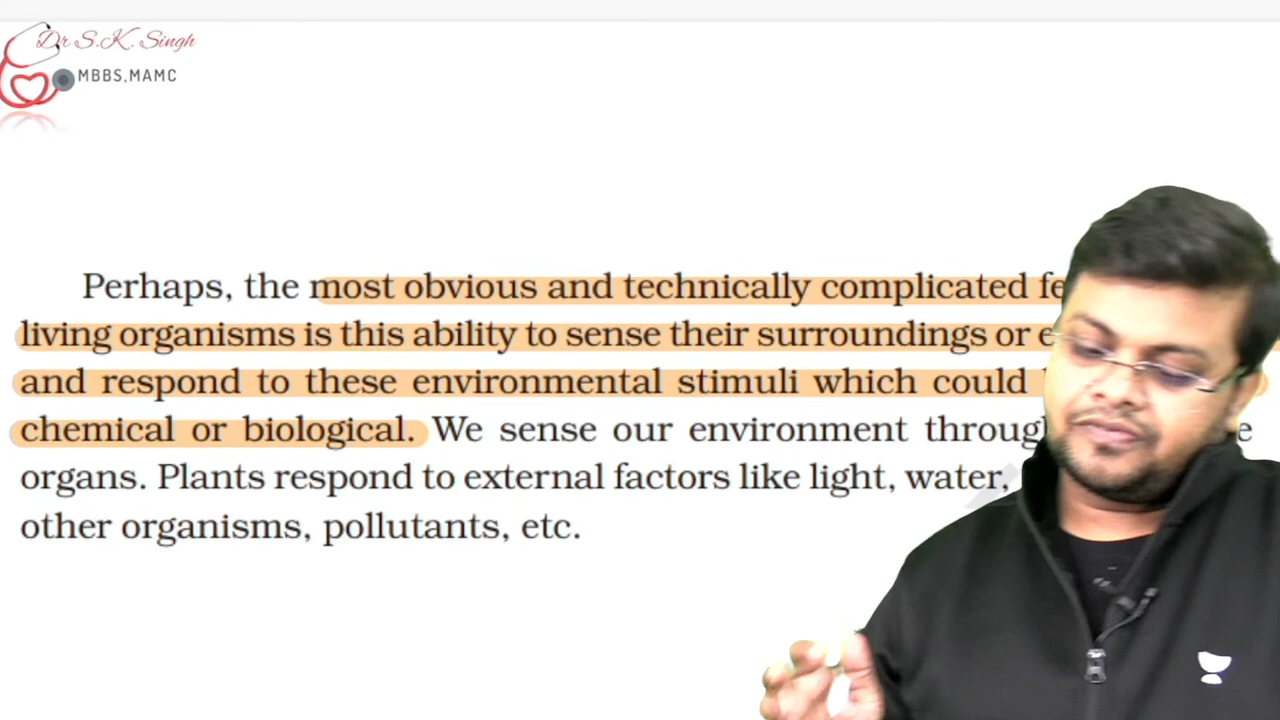 Dr S.K. Singh
MBBS,MAMC
Perhaps, the most obvious and technically complicated
living organisms is this ability to sense their surroundings or
and respond to these environmental stimuli which could
chemical or biological. We sense our environment
organs. Plants respond to external factors like light, water,
other organisms, pollutants, etc.